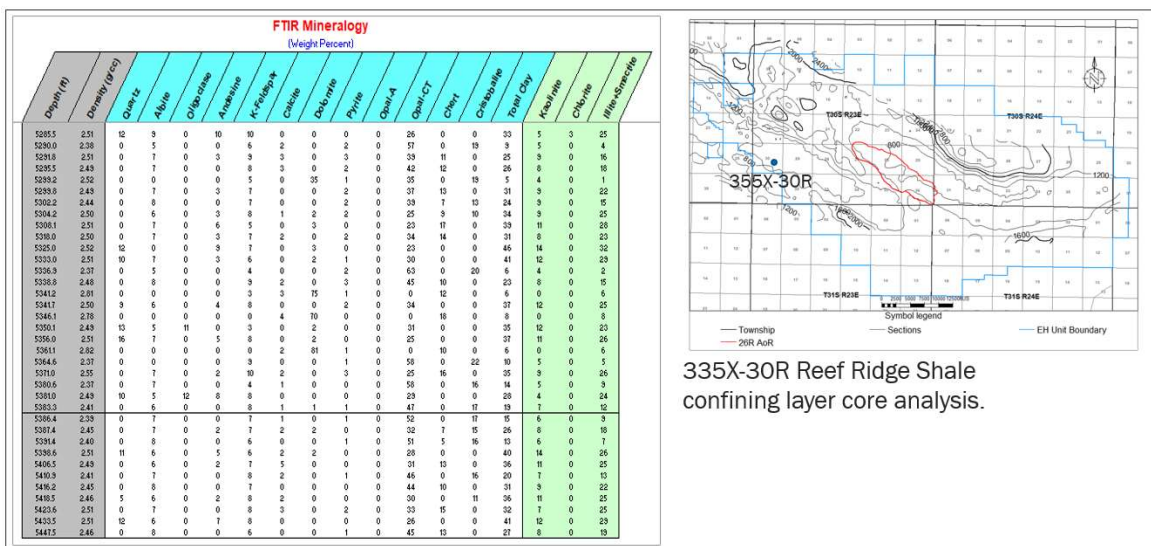 FTIR Mineralogy
(Weight Percent)
Depth (ft) Density (g/cc) Quartz Albite Oligoclase Andesine K-Feldspar Calcite Dolomite Pyrite Opal-A Opal-CT Chert Cristobalite Total Clay Kaolinite Chlorite Illite+Smectite
5285.5 2.51 12 0 0 10 10 0 0 0 0 26 0 0 33 5 3 25
5290.0 2.38 0 5 0 0 6 2 0 2 0 57 0 19 9 5 0 4
5291.8 2.51 0 7 0 3 9 3 0 3 0 39 11 0 25 9 0 16
5295.5 2.49 0 7 0 0 8 3 0 2 0 42 12 0 26 8 0 18
5299.2 2.52 0 0 0 0 5 0 35 1 0 35 0 19 5 4 0 1
5299.8 2.49 0 7 0 3 7 0 0 2 0 37 13 0 31 9 0 22
5302.2 2.44 0 8 0 0 7 0 0 2 0 39 7 13 24 9 0 15
5304.2 2.50 0 6 0 3 8 1 2 2 0 25 9 10 34 9 0 25
5308.1 2.51 0 7 0 6 5 0 3 0 0 23 17 0 39 11 0 28
5318.0 2.50 0 7 0 3 7 2 0 2 0 34 14 0 31 8 0 23
5325.0 2.52 12 0 0 9 7 0 3 0 0 23 0 0 46 14 0 32
5333.0 2.51 10 7 0 3 6 0 2 1 0 30 0 0 41 12 0 29
5336.9 2.37 0 5 0 0 4 0 0 2 0 63 0 20 6 4 0 2
5338.8 2.48 0 8 0 0 9 2 0 3 0 45 10 0 23 8 0 15
5341.2 2.81 0 0 0 0 3 3 75 1 0 0 12 0 6 0 0 6
5341.7 2.50 9 6 0 4 8 0 0 2 0 34 0 0 37 12 0 25
5346.1 2.78 0 0 0 0 0 4 70 0 0 0 18 0 8 0 0 8
5350.1 2.49 13 5 11 0 3 0 2 0 0 31 0 0 35 12 0 23
5356.0 2.51 16 7 0 5 8 0 2 0 0 25 0 0 37 11 0 26
5361.1 2.82 0 0 0 0 0 2 81 1 0 0 10 0 6 0 0 6
5364.6 2.37 0 0 0 0 9 0 0 1 0 58 0 22 10 5 0 5
5371.0 2.55 0 7 0 2 10 2 0 3 0 25 16 0 35 9 0 26
5380.6 2.37 0 7 0 0 4 1 0 0 0 58 0 16 14 5 0 9
5381.0 2.49 10 5 12 8 8 0 0 0 0 29 0 0 28 4 0 24
5383.3 2.41 0 6 0 0 8 1 1 1 0 47 0 17 19 7 0 12
5386.4 2.39 0 7 0 0 7 1 0 1 0 52 0 17 15 6 0 9
5387.4 2.45 0 7 0 2 7 2 2 0 0 32 7 15 26 8 0 18
5391.4 2.40 0 8 0 0 6 0 0 1 0 51 5 16 13 6 0 7
5398.6 2.51 11 6 0 5 6 2 2 0 0 28 0 0 40 14 0 26
5406.5 2.49 0 6 0 2 7 5 0 0 0 31 13 0 36 11 0 25
5410.9 2.41 0 7 0 0 8 2 0 1 0 46 0 16 20 7 0 13
5416.2 2.45 0 8 0 0 7 0 0 0 0 44 10 0 31 9 0 22
5418.5 2.46 5 6 0 2 8 2 0 0 0 30 0 11 36 11 0 25
5423.6 2.51 0 7 0 0 8 3 0 2 0 33 15 0 32 7 0 25
5433.5 2.51 12 6 0 7 8 0 0 0 0 26 0 0 41 12 0 29
5447.5 2.46 0 8 0 0 6 0 0 1 0 45 13 0 27 8 0 19
2000
2400
N
T30S R23E
T30S R24E
800
1200
355X-30R
1200
1600
T31S R23E
T31S R24E
Symbol legend
Township
Sections
EH Unit Boundary
26R AoR
335X-30R Reef Ridge Shale
confining layer core analysis.